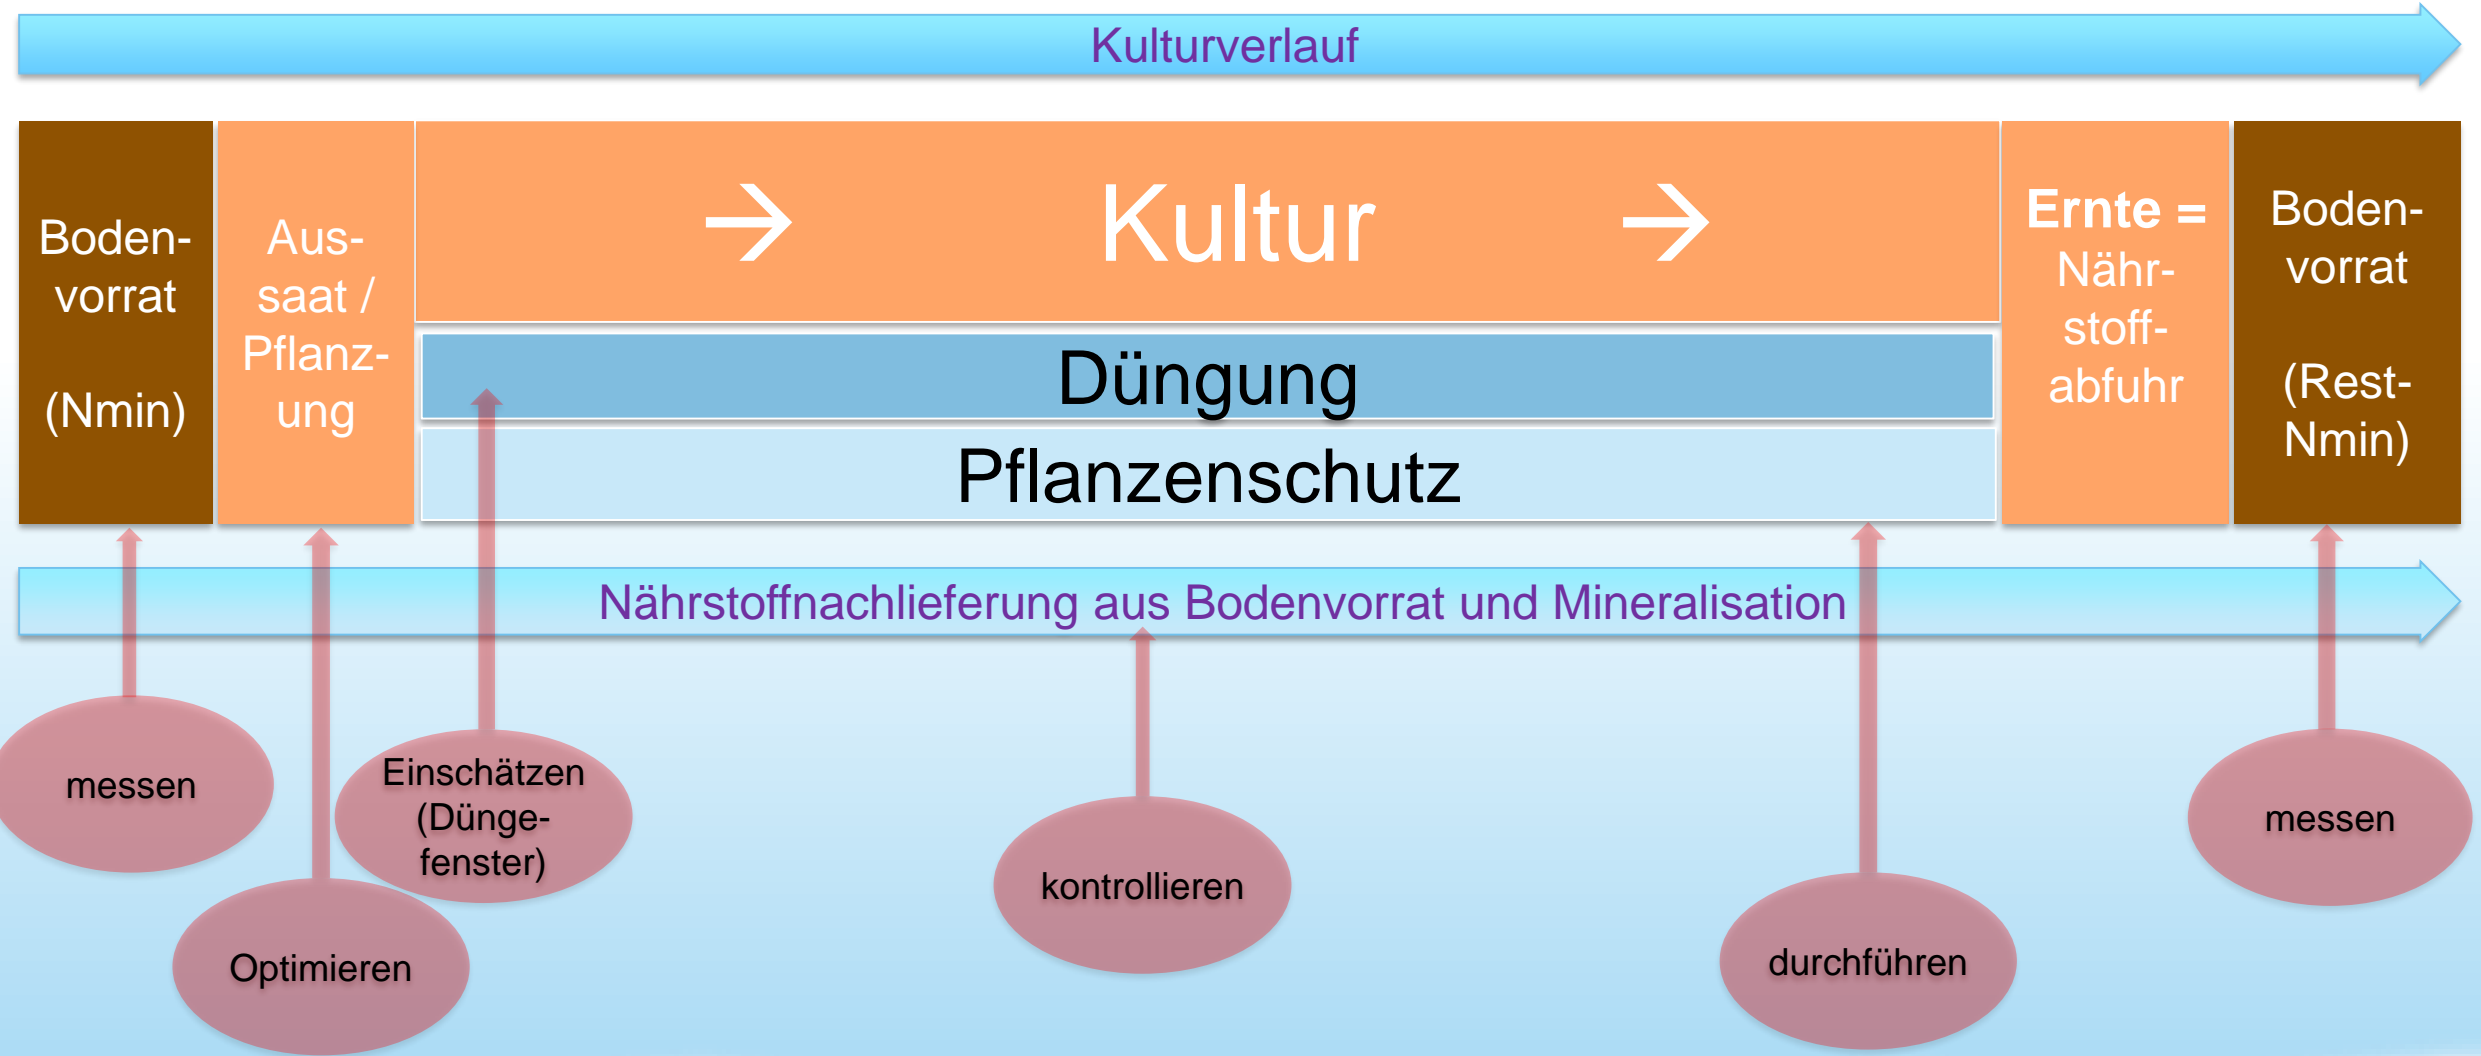 Kulturverlauf
Boden-
vorrat
(Nmin)
Aus-
saat /
Pflanz-
ung
→ Kultur →
Düngung
Pflanzenschutz
Ernte =
Nähr-
stoff-
abfuhr
Boden-
vorrat
(Rest-
Nmin)
Nährstoffnachlieferung aus Bodenvorrat und Mineralisation
messen
Optimieren
Einschätzen
(Dünge-
fenster)
kontrollieren
durchführen
messen